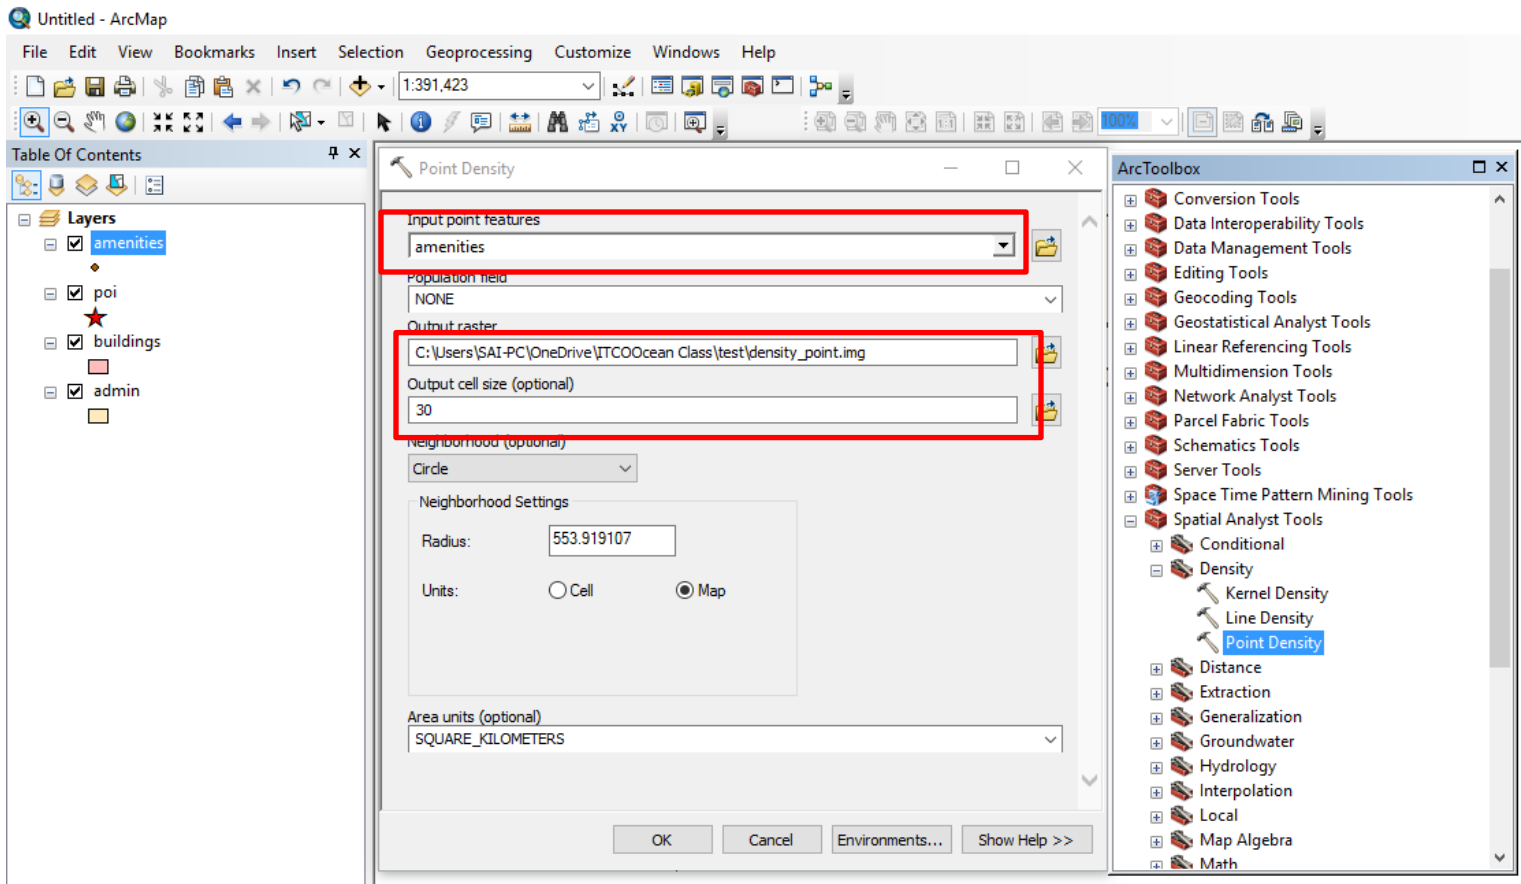 Untitled - ArcMap
File Edit View Bookmarks Insert Selection Geoprocessing Customize Windows Help
1:391,423
100%
Table Of Contents
Layers
amenities
poi
buildings
admin
Point Density
Input point features
amenities
Population field
NONE
Output raster
C:\Users\SAI-PC\OneDrive\ITCOOcean Class\test\density_point.img
Output cell size (optional)
30
Neighborhood (optional)
Circle
Neighborhood Settings
Radius: 553.919107
Units: Cell Map
Area units (optional)
SQUARE_KILOMETERS
OK Cancel Environments... Show Help >>
ArcToolbox
Conversion Tools
Data Interoperability Tools
Data Management Tools
Editing Tools
Geocoding Tools
Geostatistical Analyst Tools
Linear Referencing Tools
Multidimension Tools
Network Analyst Tools
Parcel Fabric Tools
Schematics Tools
Server Tools
Space Time Pattern Mining Tools
Spatial Analyst Tools
Conditional
Density
Kernel Density
Line Density
Point Density
Distance
Extraction
Generalization
Groundwater
Hydrology
Interpolation
Local
Map Algebra
Math